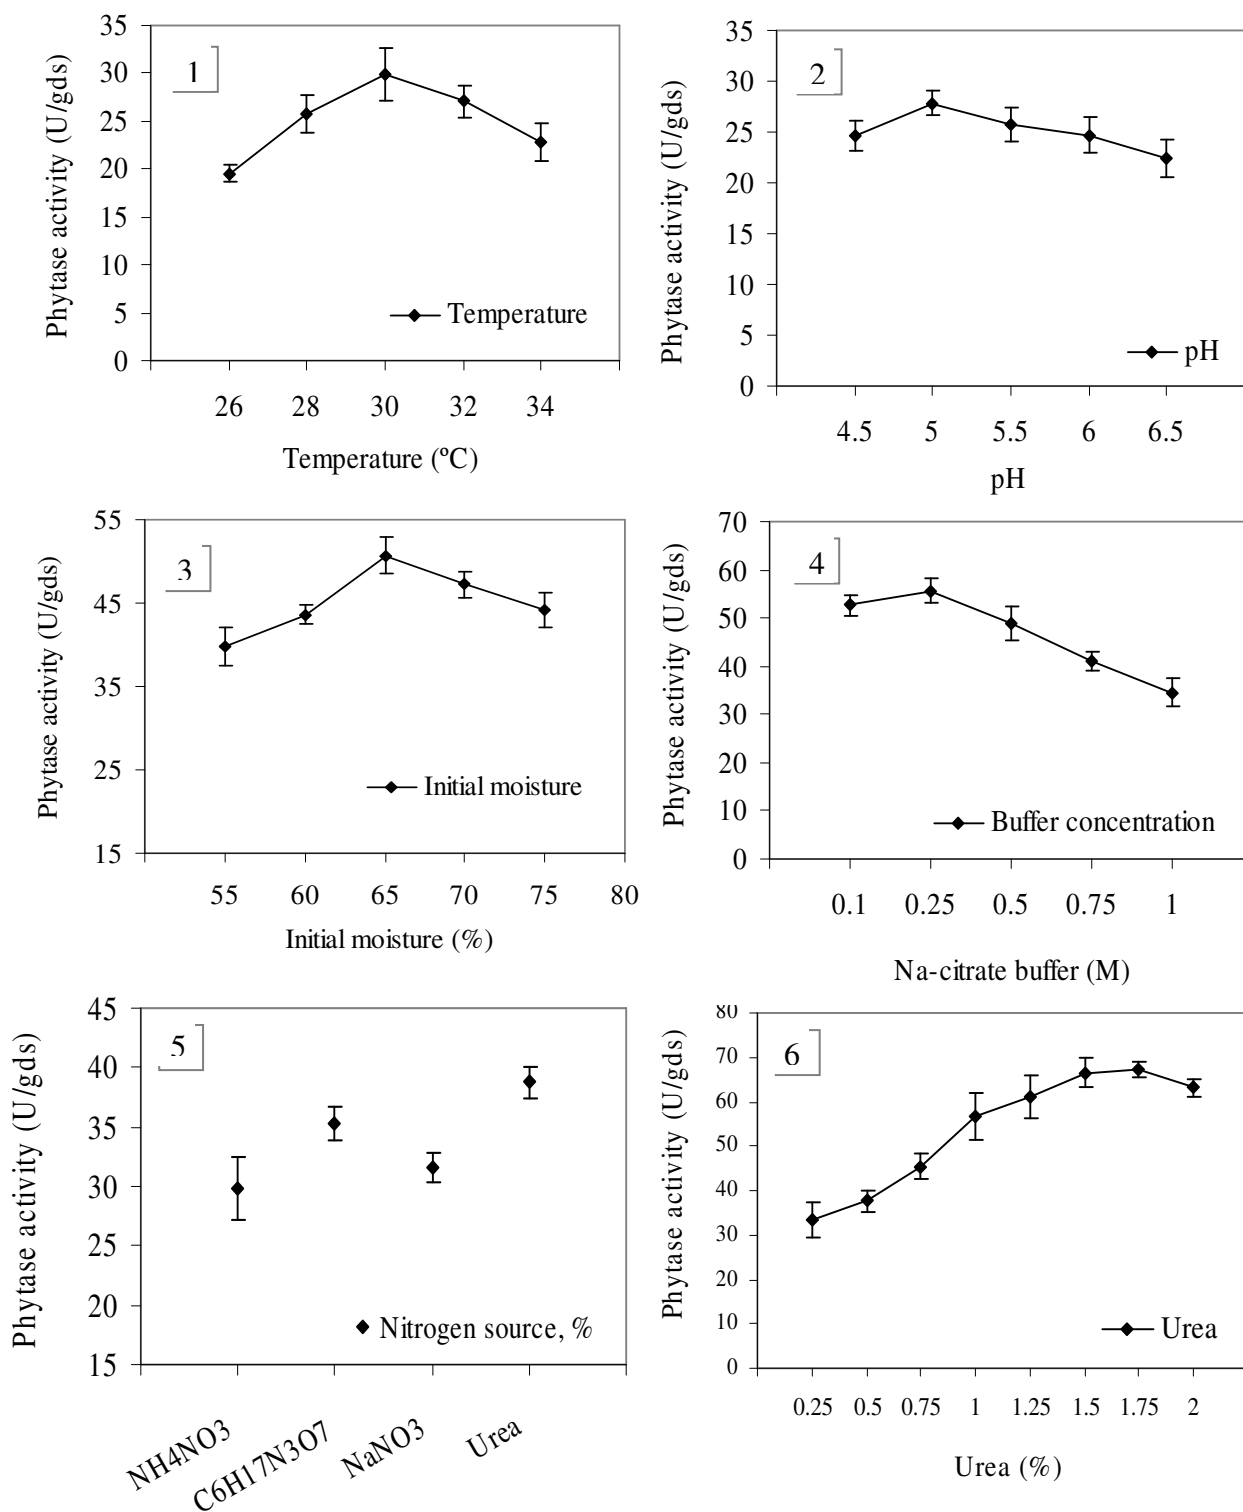 1
Phytase activity (U/gds)
35
30
25
20
15
10
5
0
Temperature
26 28 30 32 34
Temperature (ºC)
2
Phytase activity (U/gds)
35
30
25
20
15
10
5
0
pH
4.5 5 5.5 6 6.5
pH
3
Phytase activity (U/gds)
55
45
35
25
15
Initial moisture
55 60 65 70 75 80
Initial moisture (%)
4
Phytase activity (U/gds)
70
60
50
40
30
20
10
0
Buffer concentration
0.1 0.25 0.5 0.75 1
Na-citrate buffer (M)
5
Phytase activity (U/gds)
45
40
35
30
25
20
15
Nitrogen source, %
NH4NO3 C6H17N3O7 NaNO3 Urea
6
Phytase activity (U/gds)
80
70
60
50
40
30
20
10
0
Urea
0.25 0.5 0.75 1 1.25 1.5 1.75 2
Urea (%)